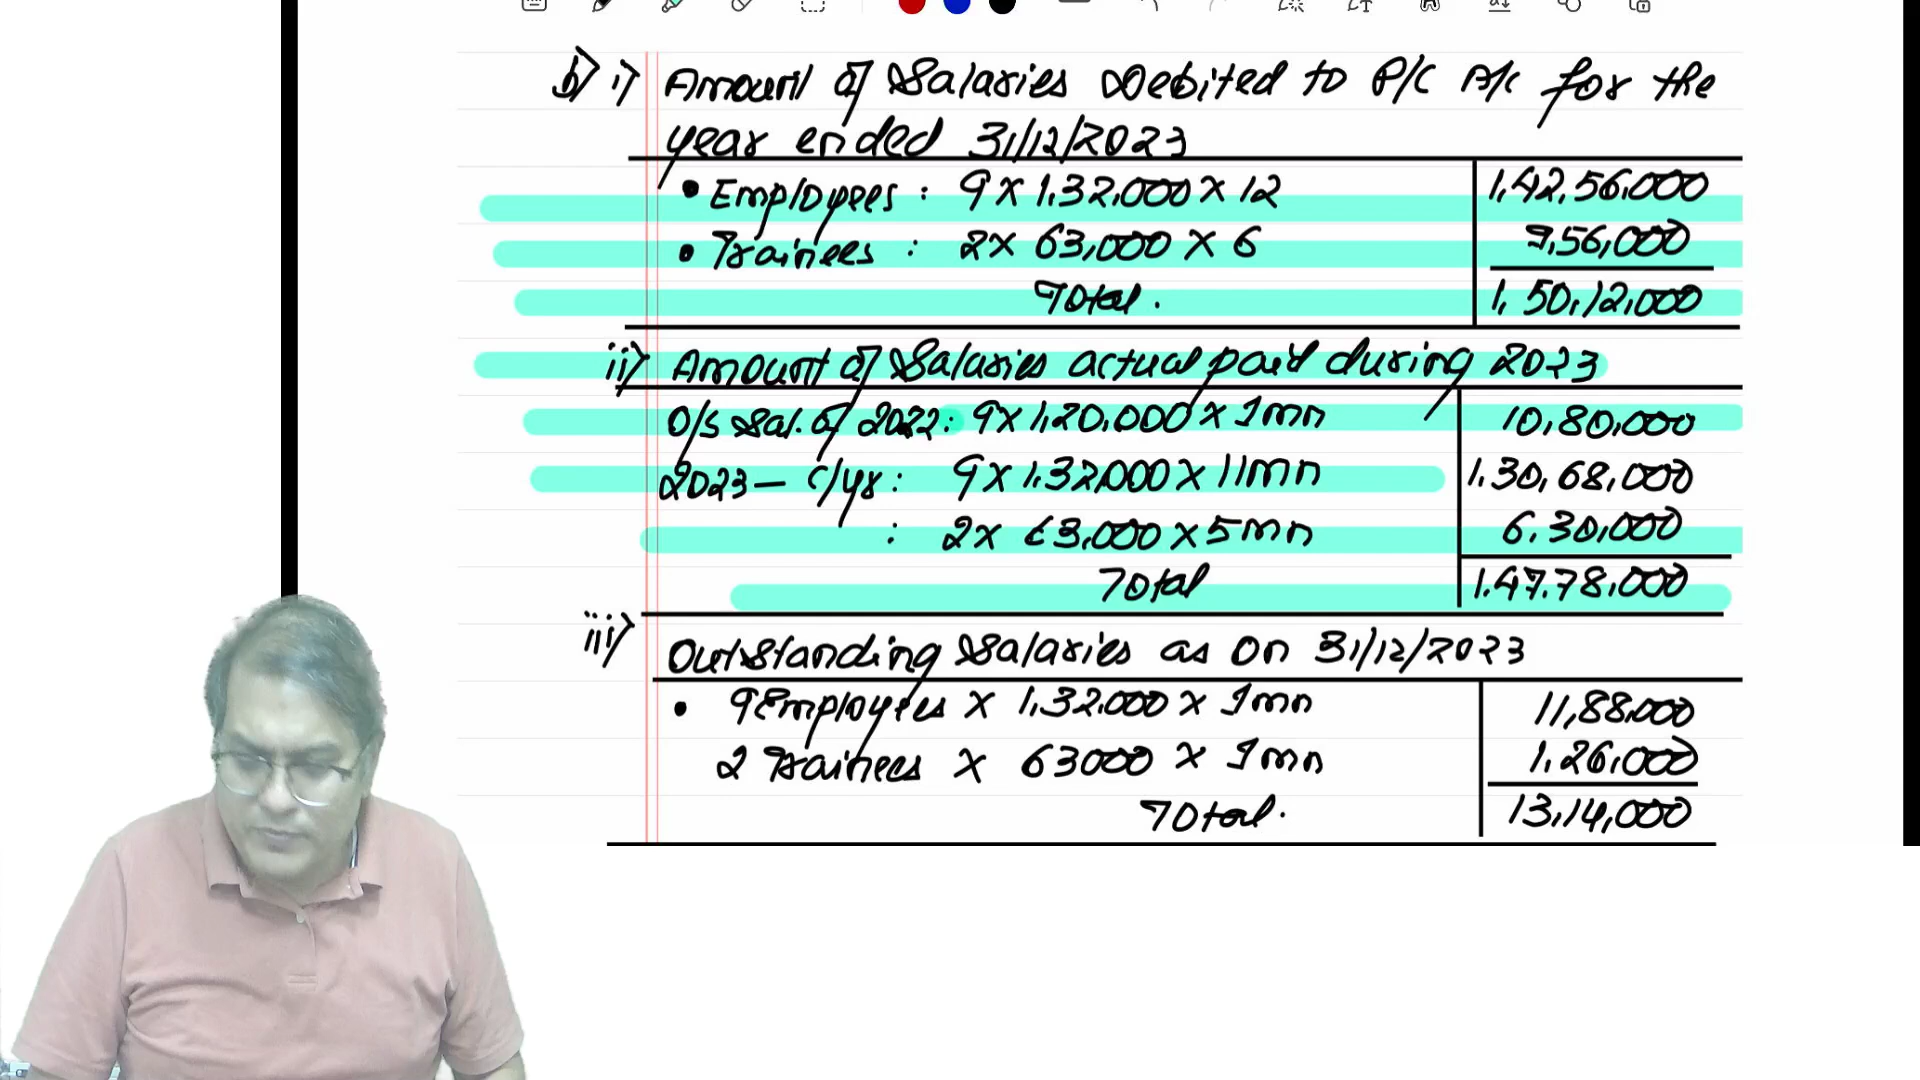 b) i) Amount of Salaries Debited to P/L A/c for the
year ended 31/12/2023
• Employees : 9 X 1,32,000 X 12 1,42,56,000
• Trainees : 2 X 63,000 X 6 7,56,000
Total. 1,50,12,000
ii) Amount of Salaries actual paid during 2023
O/S Sal. of 2022: 9 X 1,20,000 X 1mn 10,80,000
2023 — C/yr : 9 X 1,32,000 X 11mn 1,30,68,000
: 2 X 63,000 X 5mn 6,30,000
Total 1,47,78,000
iii) Outstanding Salaries as on 31/12/2023
• 9 Employees X 1,32,000 X 1mn 11,88,000
2 Trainees X 63000 X 1mn 1,26,000
Total. 13,14,000